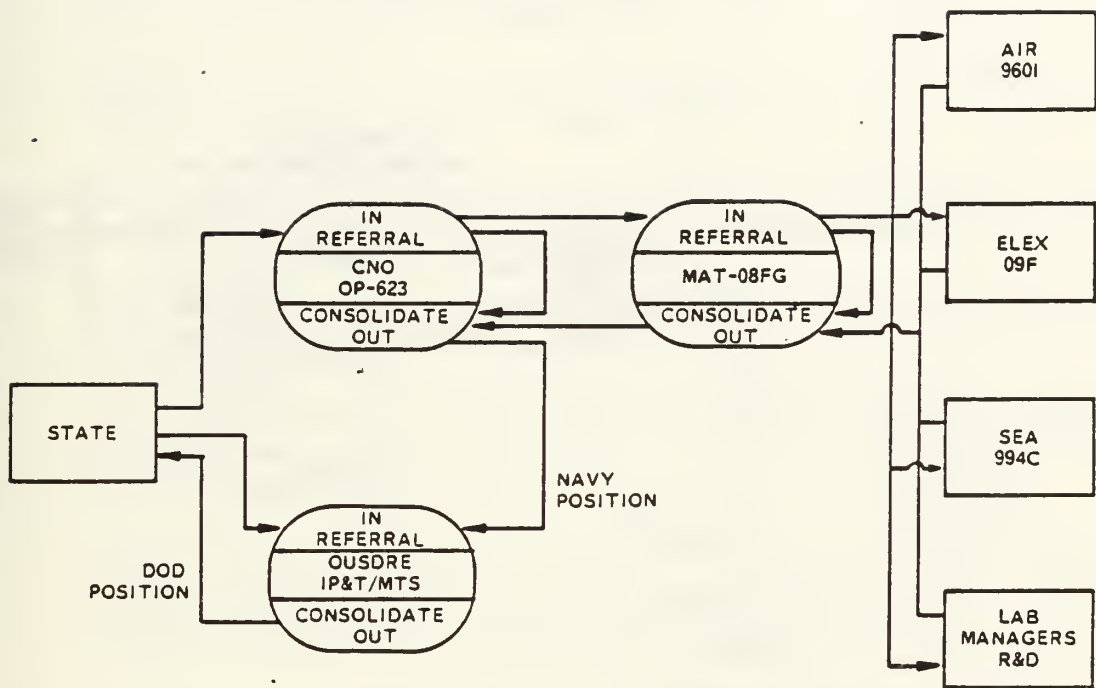 AIR
9601
IN
REFERRAL
CNO
OP-623
CONSOLIDATE
OUT
IN
REFERRAL
MAT-08FG
CONSOLIDATE
OUT
ELEX
09F
STATE
SEA
994C
NAVY
POSITION
IN
REFERRAL
OUSDRE
IP&T/MTS
CONSOLIDATE
OUT
DOD
POSITION
LAB
MANAGERS
R&D